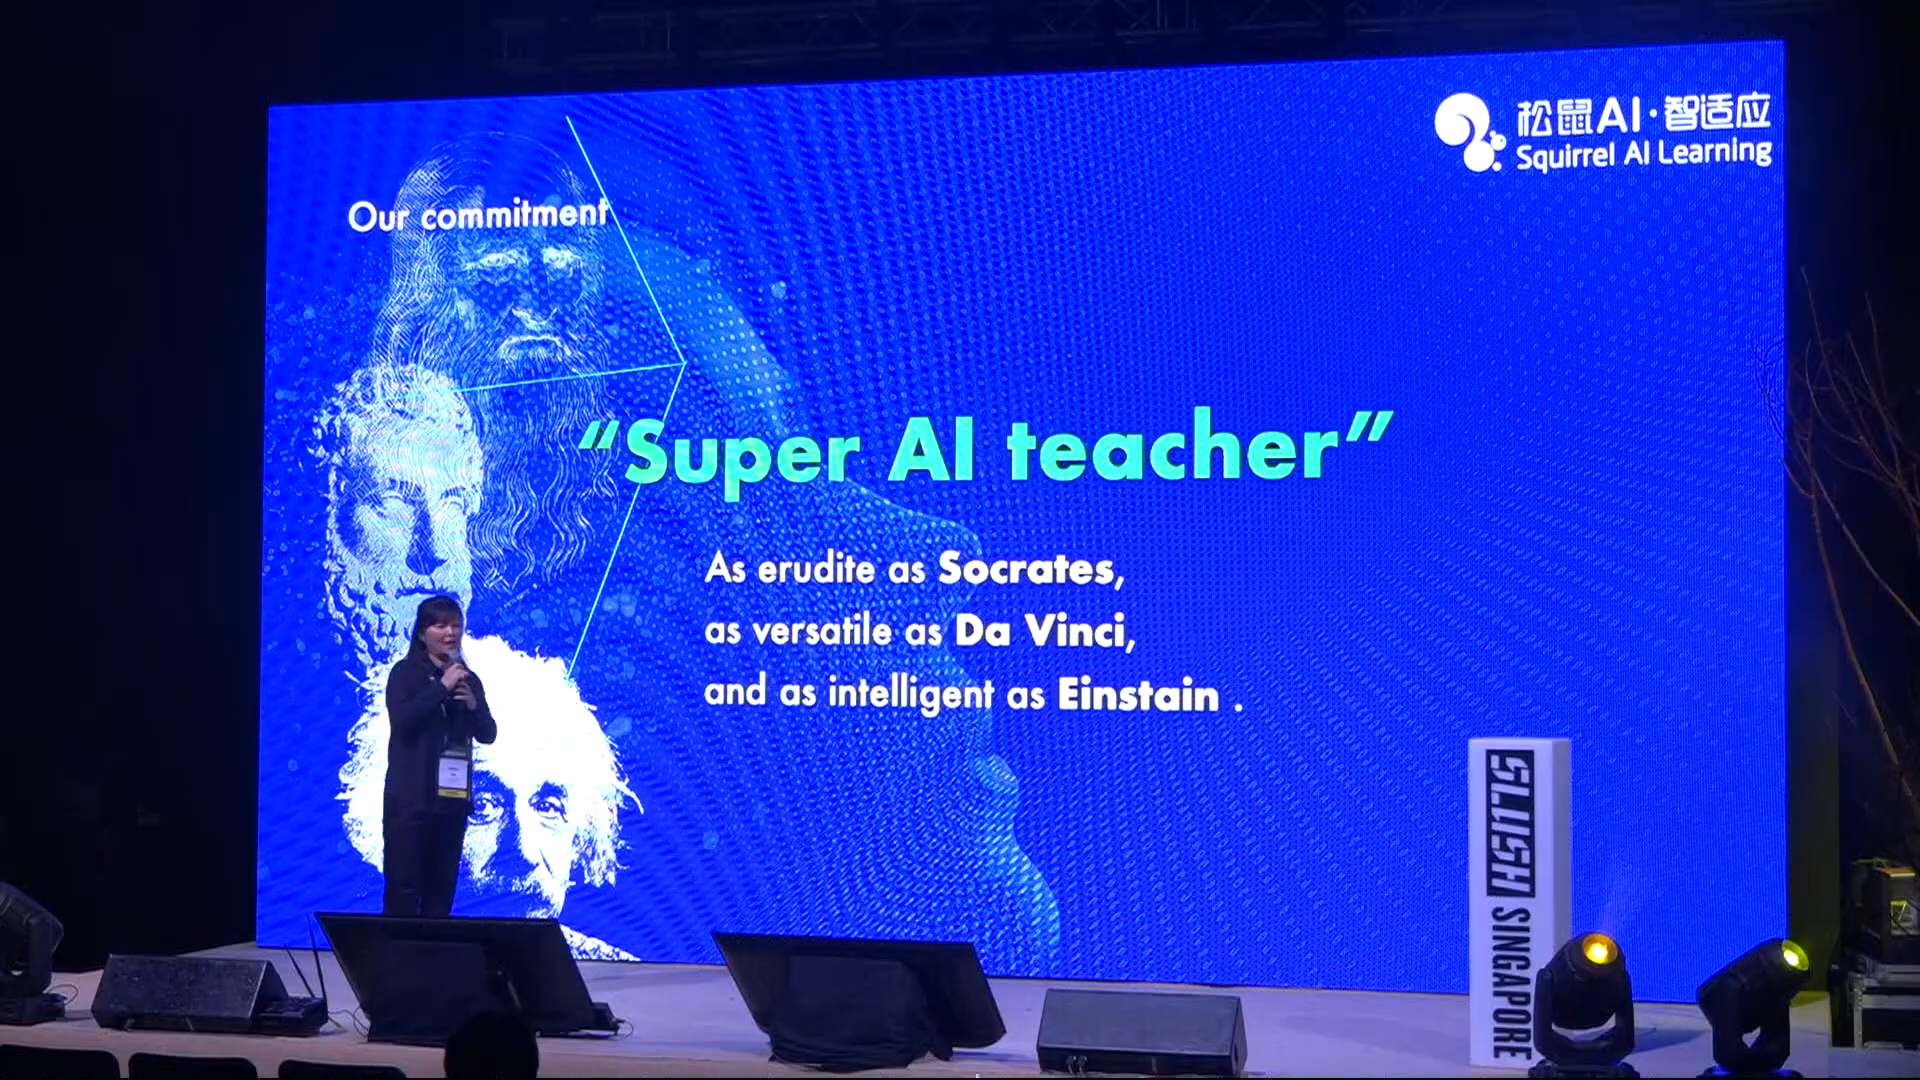 松鼠AI·智适应
Squirrel AI Learning
Our commitment
“Super AI teacher”
As erudite as Socrates,
as versatile as Da Vinci,
and as intelligent as Einstain .
SLUSH SINGAPORE